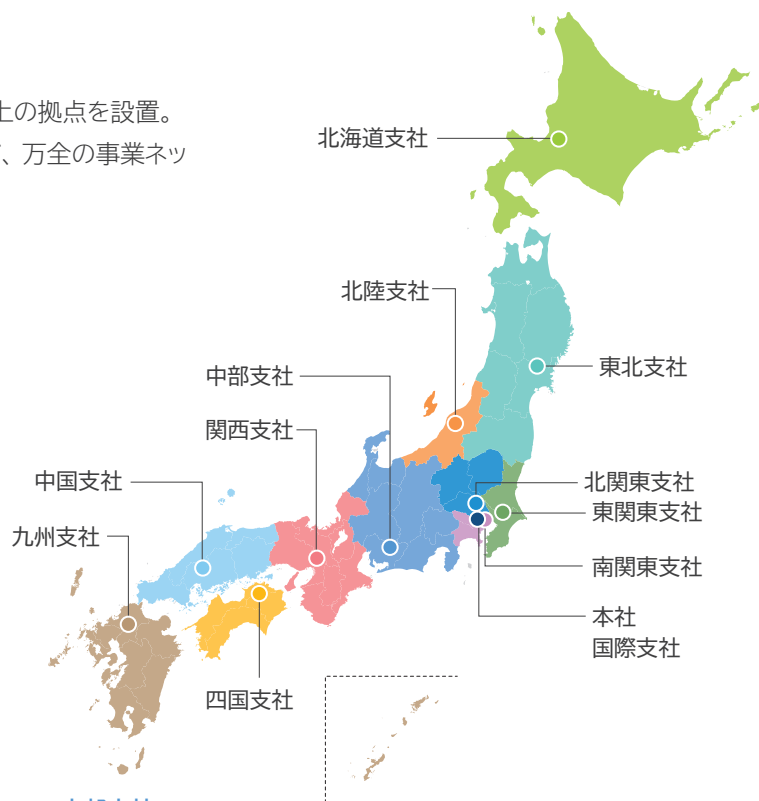 上の拠点を設置。
、万全の事業ネッ
北海道支社
北陸支社
東北支社
中部支社
関西支社
中国支社
北関東支社
東関東支社
九州支社
南関東支社
本社
国際支社
四国支社